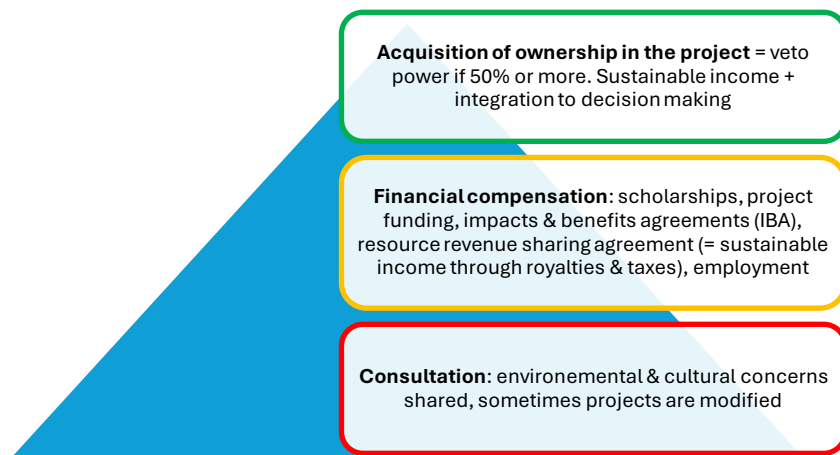 Acquisition of ownership in the project = veto
power if 50% or more. Sustainable income +
integration to decision making
Financial compensation: scholarships, project
funding, impacts & benefits agreements (IBA),
resource revenue sharing agreement (= sustainable
income through royalties & taxes), employment
Consultation: environemental & cultural concerns
shared, sometimes projects are modified